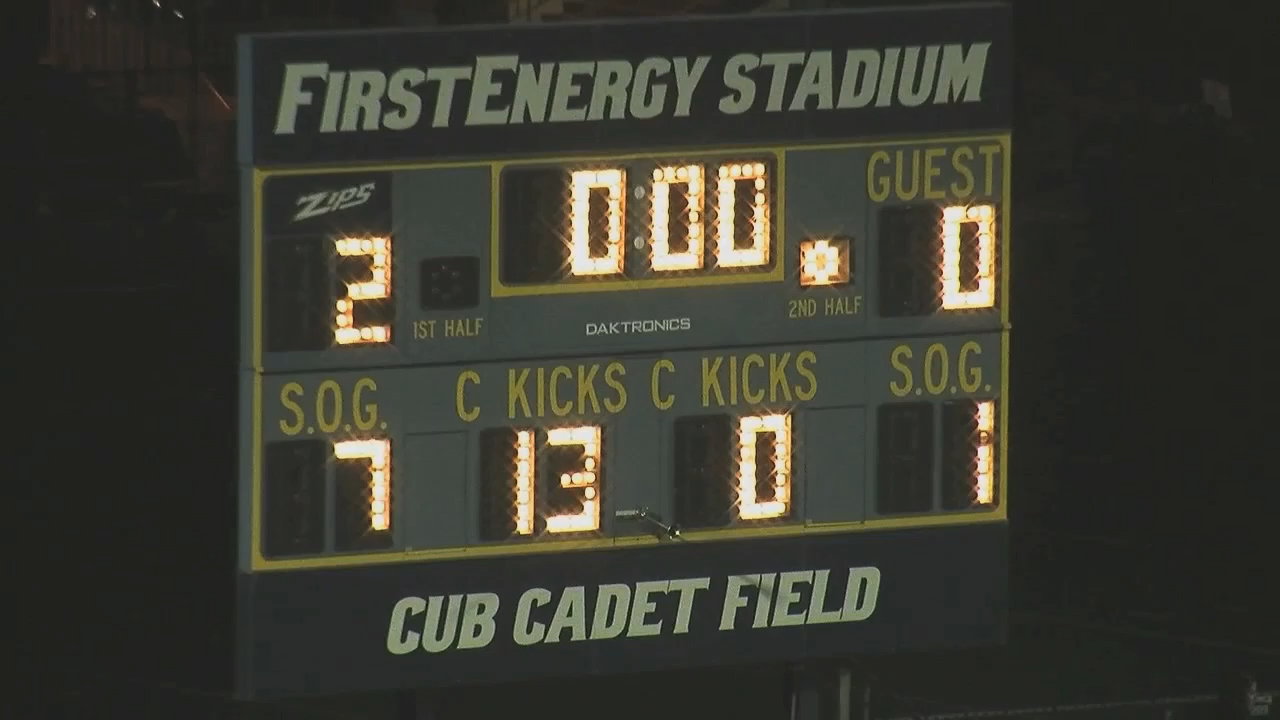 FIRSTENERGY STADIUM
ZIPS 0:00 GUEST
2 0
1ST HALF DAKTRONICS 2ND HALF
S.O.G. C KICKS C KICKS S.O.G.
7 13 0 1
CUB CADET FIELD